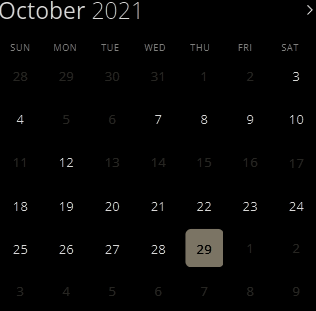 October 2021
SUN MON TUE WED THU FRI SAT
28 29 30 31 1 2 3
4 5 6 7 8 9 10
11 12 13 14 15 16 17
18 19 20 21 22 23 24
25 26 27 28 29 1 2
3 4 5 6 7 8 9